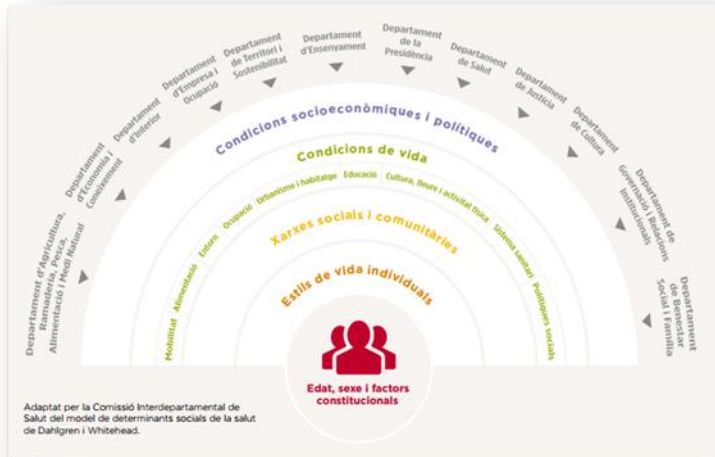 Departament d'Agricultura,
Ramaderia, Pesca,
Alimentació i Medi Natural
Departament
d'Economia i
Coneixement
Departament
d'Interior
Departament
d'Empresa i
Ocupació
Departament
de Territori i
Sostenibilitat
Departament
d'Ensenyament
Departament
de la
Presidència
Departament
de Salut
Departament
de Justícia
Departament
de Cultura
Departament de
Governació i Relacions
Institucionals
Departament
de Benestar
Social i Família
Condicions socioeconòmiques i polítiques
Condicions de vida
Mobilitat
Alimentació
Entorn
Ocupació
Urbanisme i habitatge
Educació
Cultura, lleure i activitat física
Sistema sanitari
Polítiques socials
Xarxes socials i comunitàries
Estils de vida individuals
Edat, sexe i factors
constitucionals
Adaptat per la Comissió Interdepartamental de
Salut del model de determinants socials de la salut
de Dahlgren i Whitehead.